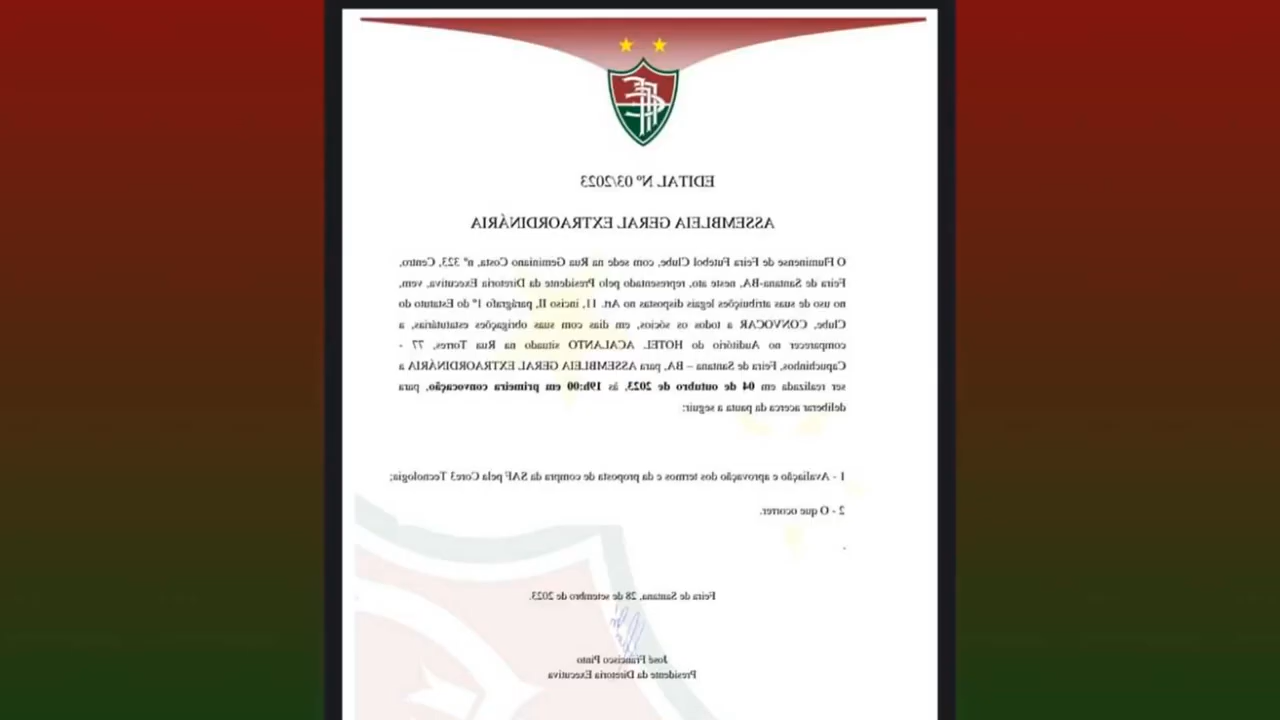 EDITAL Nº 03/2023
ASSEMBLEIA GERAL EXTRAORDINÁRIA
O Fluminense de Feira Futebol Clube, com sede na Rua Geminiano Costa, nº 323, Centro,
Feira de Santana-BA, neste ato, representado pelo Presidente da Diretoria Executiva, vem,
no uso de suas atribuições legais dispostas no Art. 11, inciso II, parágrafo 1º do Estatuto do
Clube, CONVOCAR a todos os sócios, em dias com suas obrigações estatutárias, a
comparecer no Auditório do HOTEL ACALANTO situado na Rua Torres, 77 -
Capuchinhos, Feira de Santana – BA, para ASSEMBLEIA GERAL EXTRAORDINÁRIA a
ser realizada em 04 de outubro de 2023, às 19h:00 em primeira convocação, para
deliberar acerca da pauta a seguir:
1 - Avaliação e aprovação dos termos e da proposta de compra da SAF pela Core3 Tecnologia;
2 - O que ocorrer.
.
Feira de Santana, 28 de setembro de 2023.
José Francisco Pinto
Presidente da Diretoria Executiva